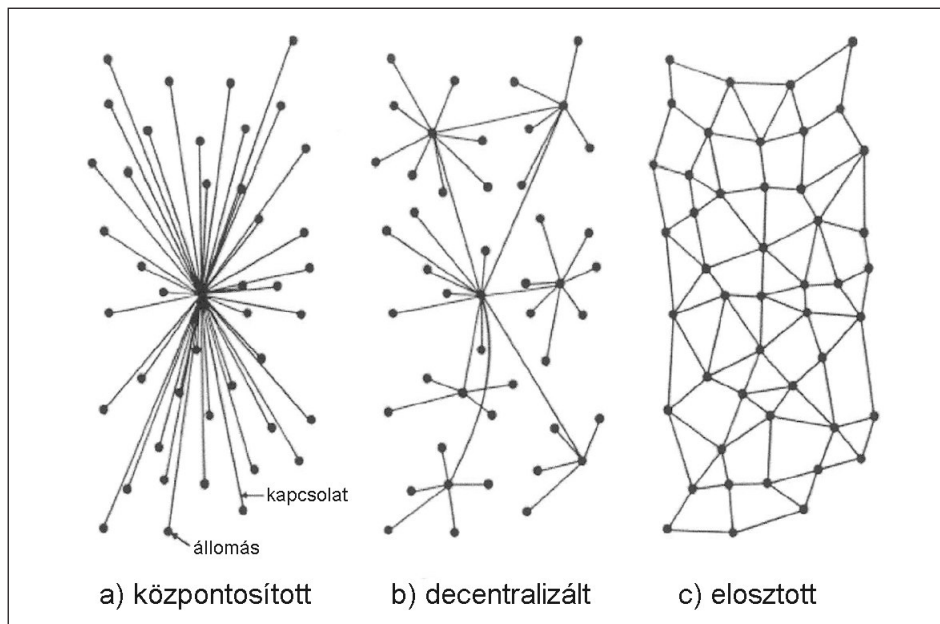 kapcsolat
állomás
a) központosított
b) decentralizált
c) elosztott